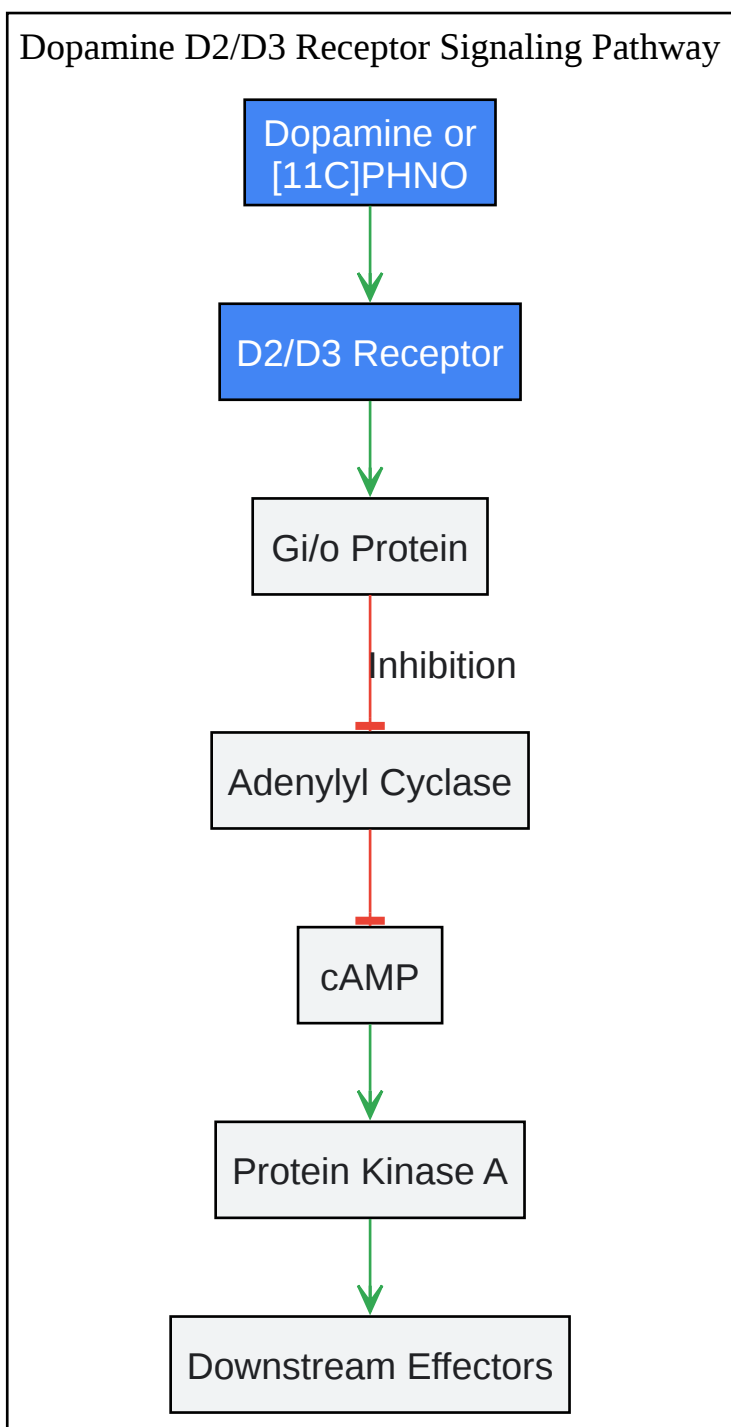 Dopamine D2/D3 Receptor Signaling Pathway
Dopamine or
[11C]PHNO
D2/D3 Receptor
Gi/o Protein
Inhibition
Adenylyl Cyclase
cAMP
Protein Kinase A
Downstream Effectors